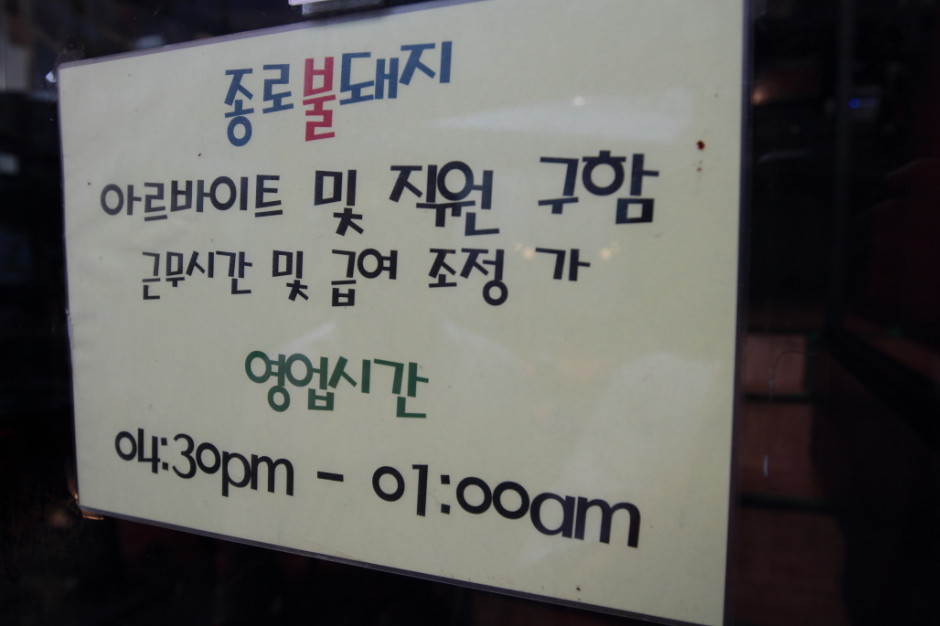 종로불돼지
아르바이트 및 직원 구함
근무시간 및 급여 조정 가
영업시간
04:30pm - 01:00am